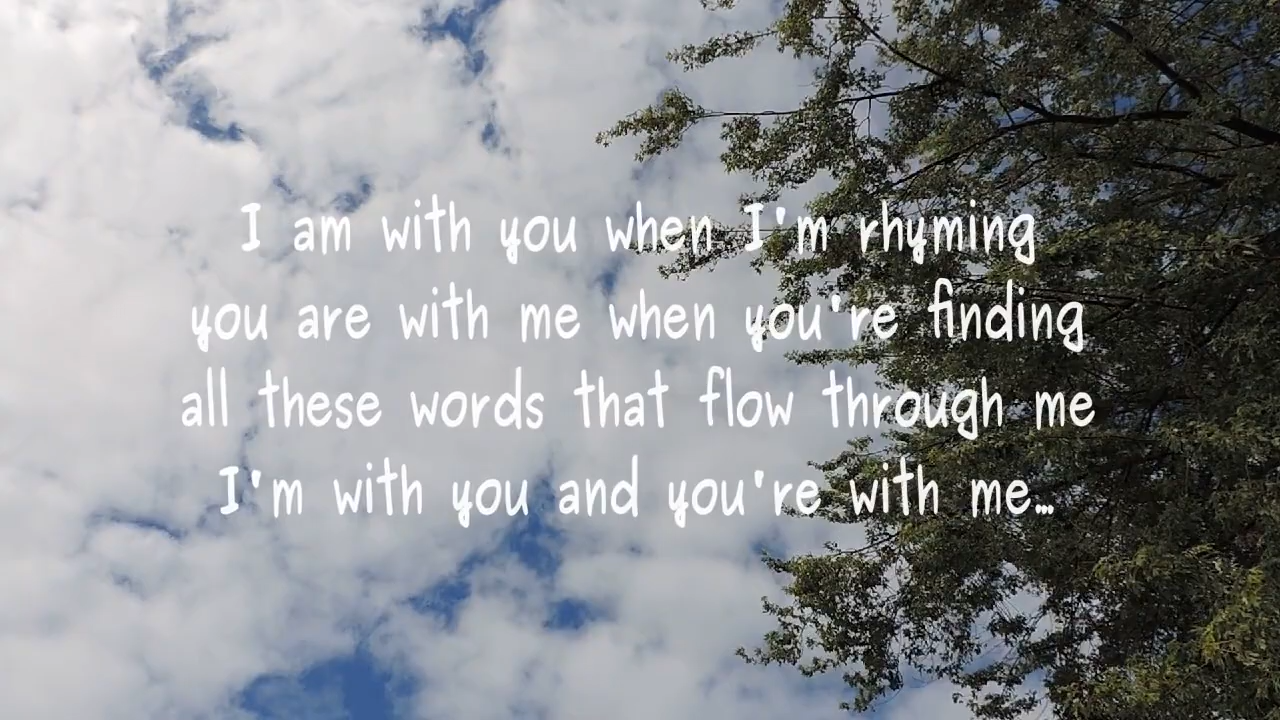 I am with you when I'm rhyming
you are with me when you're finding
all these words that flow through me
I'm with you and you're with me...